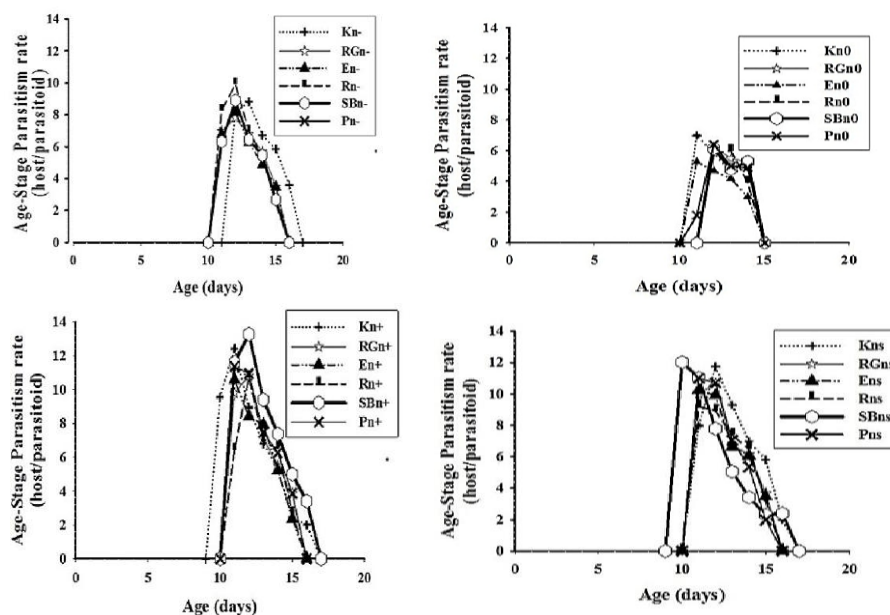 Age-Stage Parasitism rate
(host/parasitoid)
14
12
10
8
6
4
2
0
0
5
10
15
20
Age (days)
Kn-
RGn-
En-
Rn-
SBn-
Pn-
Age-Stage Parasitism rate
(host/parasitoid)
14
12
10
8
6
4
2
0
0
5
10
15
20
Age (days)
Kn0
RGn0
En0
Rn0
SBn0
Pn0
Age-Stage Parasitism rate
(host/parasitoid)
14
12
10
8
6
4
2
0
0
5
10
15
20
Age (days)
Kn+
RGn+
En+
Rn+
SBn+
Pn+
Age-Stage Parasitism rate
(host/parasitoid)
14
12
10
8
6
4
2
0
0
5
10
15
20
Age (days)
Kns
RGns
Ens
Rns
SBns
Pns